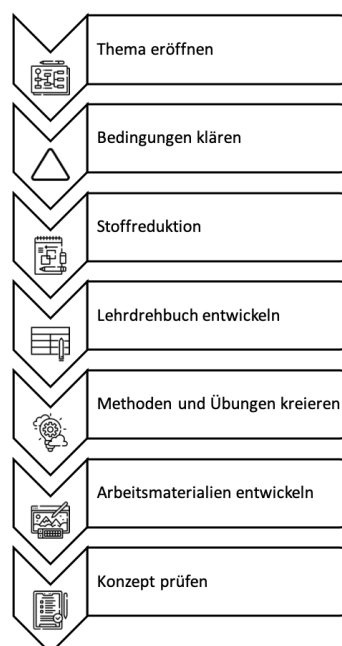 Thema eröffnen
Bedingungen klären
Stoffreduktion
Lehrdrehbuch entwickeln
Methoden und Übungen kreieren
Arbeitsmaterialien entwickeln
Konzept prüfen